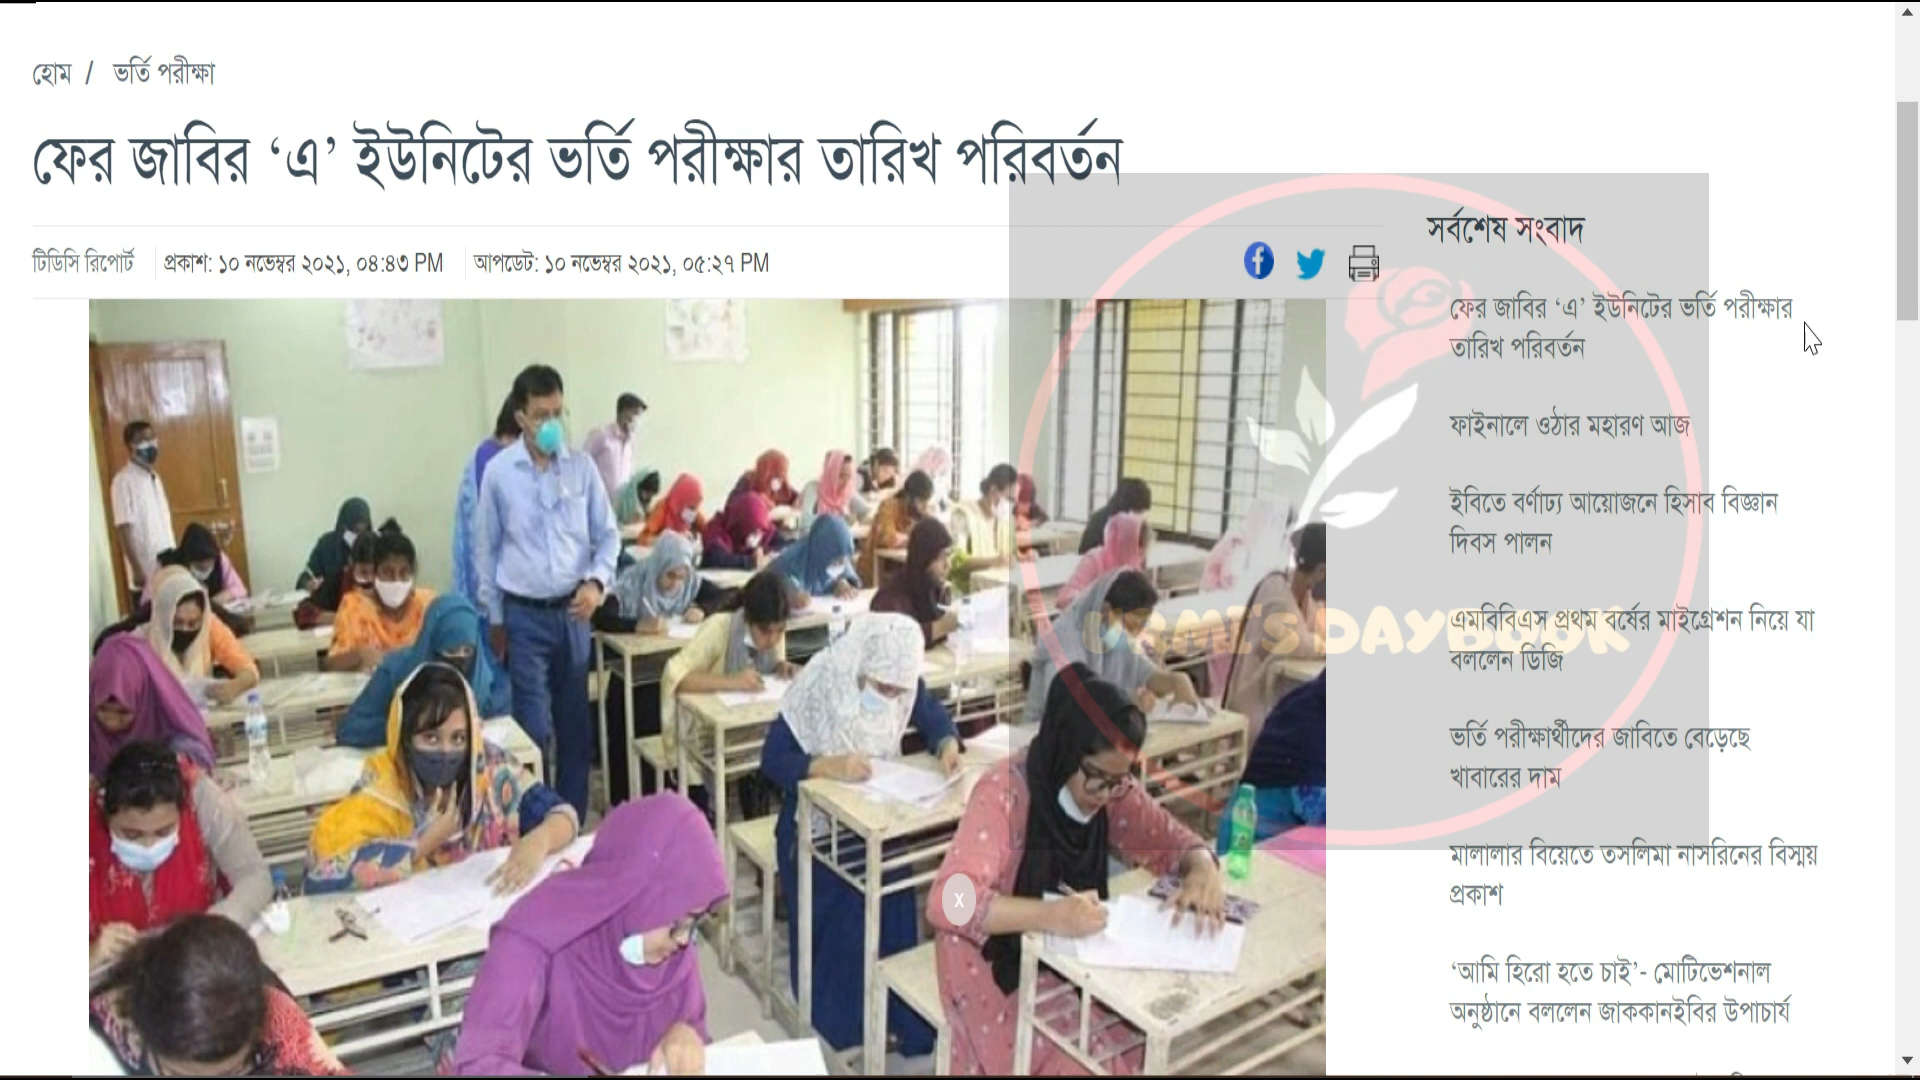 হোম / ভর্তি পরীক্ষা
ফের জাবির ‘এ’ ইউনিটের ভর্তি পরীক্ষার তারিখ পরিবর্তন
টিডিসি রিপোর্ট
প্রকাশ: ১০ নভেম্বর ২০২১, ০৪:৪৩ PM
আপডেট: ১০ নভেম্বর ২০২১, ০৫:২৭ PM
সর্বশেষ সংবাদ
ফের জাবির ‘এ’ ইউনিটের ভর্তি পরীক্ষার
তারিখ পরিবর্তন
ফাইনালে ওঠার মহারণ আজ
ইবিতে বর্ণাঢ্য আয়োজনে হিসাব বিজ্ঞান
দিবস পালন
এমবিবিএস প্রথম বর্ষের মাইগ্রেশন নিয়ে যা
বললেন ডিজি
ভর্তি পরীক্ষার্থীদের জাবিতে বেড়েছে
খাবারের দাম
মালালার বিয়েতে তসলিমা নাসরিনের বিস্ময়
প্রকাশ
‘আমি হিরো হতে চাই’- মোটিভেশনাল
অনুষ্ঠানে বললেন জাককানইবির উপাচার্য
URMI'S DAYBOOK
x